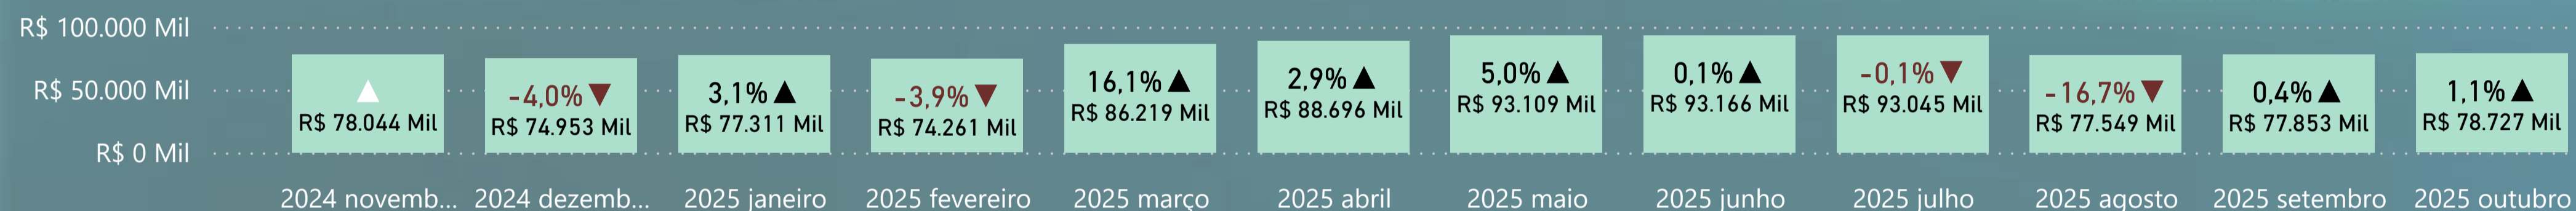 R$ 100.000 Mil
R$ 50.000 Mil
R$ 0 Mil
R$ 78.044 Mil
-4,0% ▼
R$ 74.953 Mil
3,1% ▲
R$ 77.311 Mil
-3,9% ▼
R$ 74.261 Mil
16,1% ▲
R$ 86.219 Mil
2,9% ▲
R$ 88.696 Mil
5,0% ▲
R$ 93.109 Mil
0,1% ▲
R$ 93.166 Mil
-0,1% ▼
R$ 93.045 Mil
-16,7% ▼
R$ 77.549 Mil
0,4% ▲
R$ 77.853 Mil
1,1% ▲
R$ 78.727 Mil
2024 novemb...
2024 dezemb...
2025 janeiro
2025 fevereiro
2025 março
2025 abril
2025 maio
2025 junho
2025 julho
2025 agosto
2025 setembro
2025 outubro